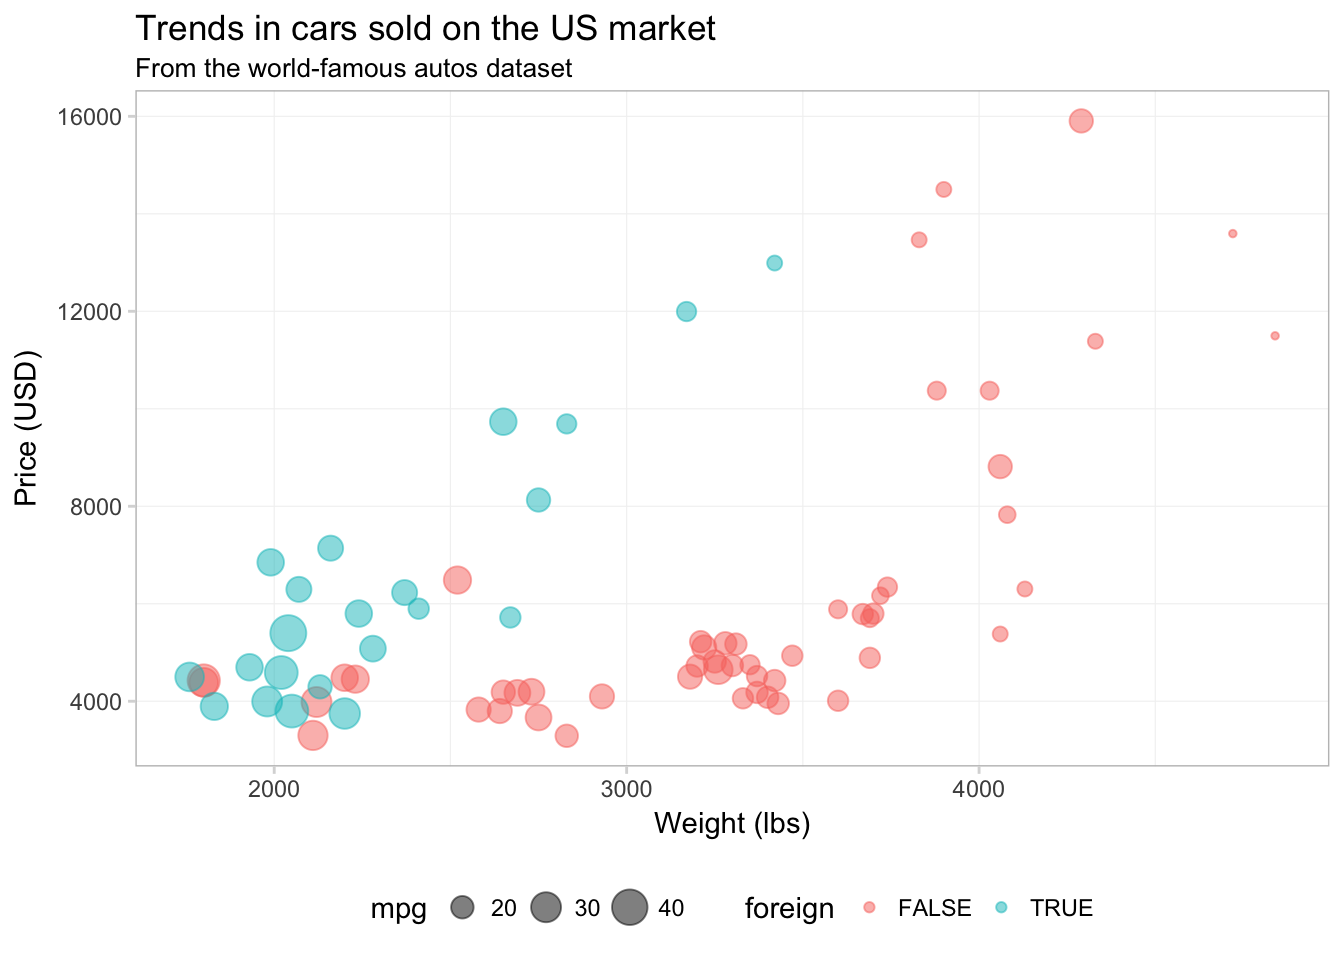 Trends in cars sold on the US market
From the world-famous autos dataset
16000
12000
8000
4000
Price (USD)
2000 3000 4000
Weight (lbs)
mpg 20 30 40 foreign FALSE TRUE